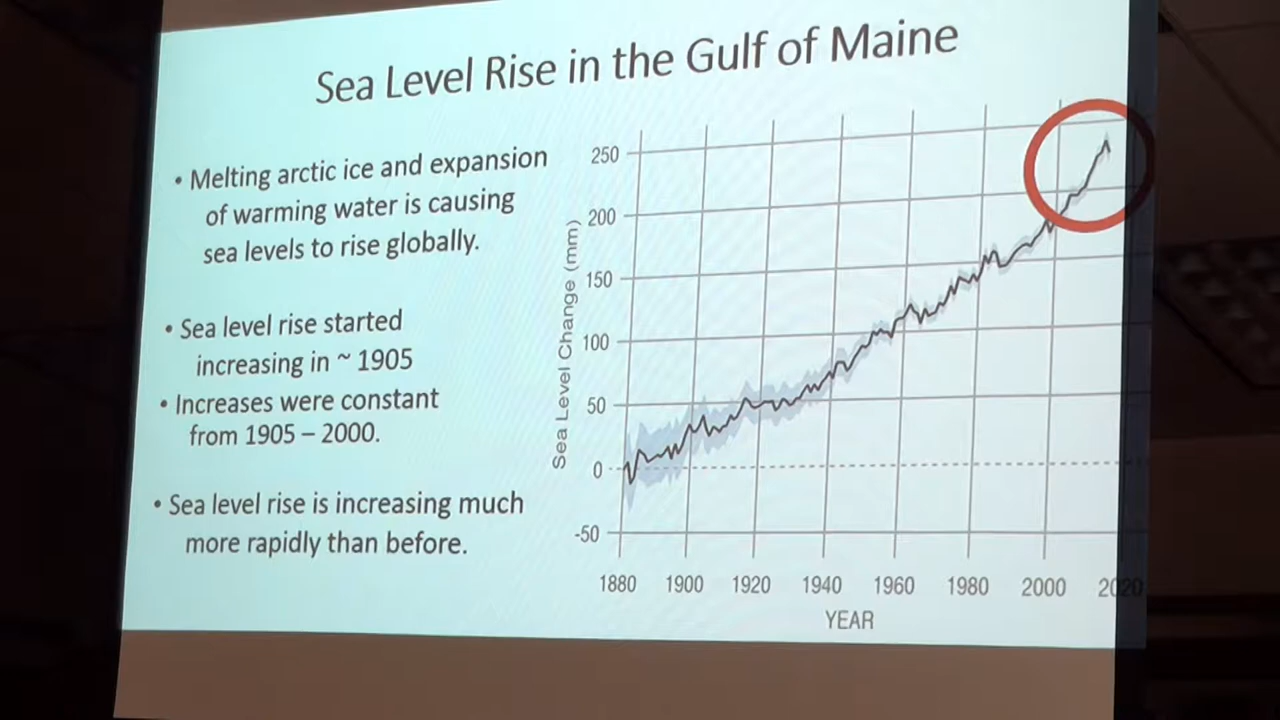 Sea Level Rise in the Gulf of Maine
• Melting arctic ice and expansion
of warming water is causing
sea levels to rise globally.
• Sea level rise started
increasing in ~ 1905
• Increases were constant
from 1905 – 2000.
• Sea level rise is increasing much
more rapidly than before.
Sea Level Change (mm)
250
200
150
100
50
0
-50
1880 1900 1920 1940 1960 1980 2000 2020
YEAR